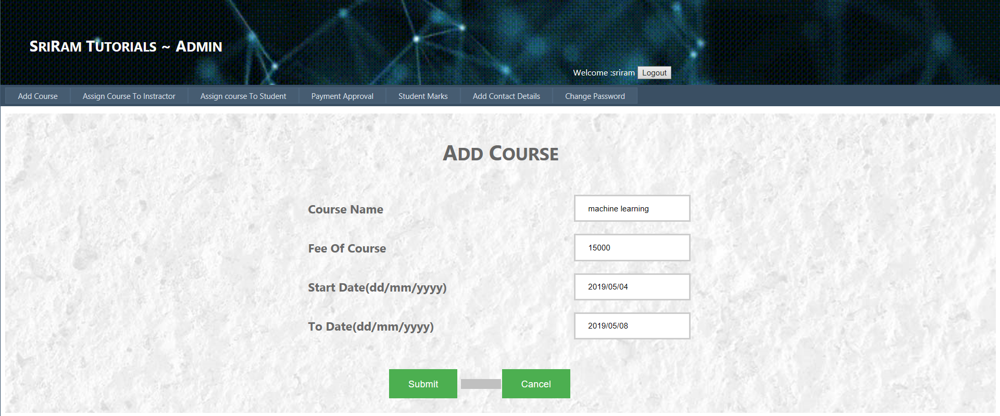 SriRam Tutorials ~ Admin
Welcome :sriram Logout
Add Course Assign Course To Instractor Assign course To Student Payment Approval Student Marks Add Contact Details Change Password
Add Course
Course Name machine learning
Fee Of Course 15000
Start Date(dd/mm/yyyy) 2019/05/04
To Date(dd/mm/yyyy) 2019/05/08
Submit Cancel